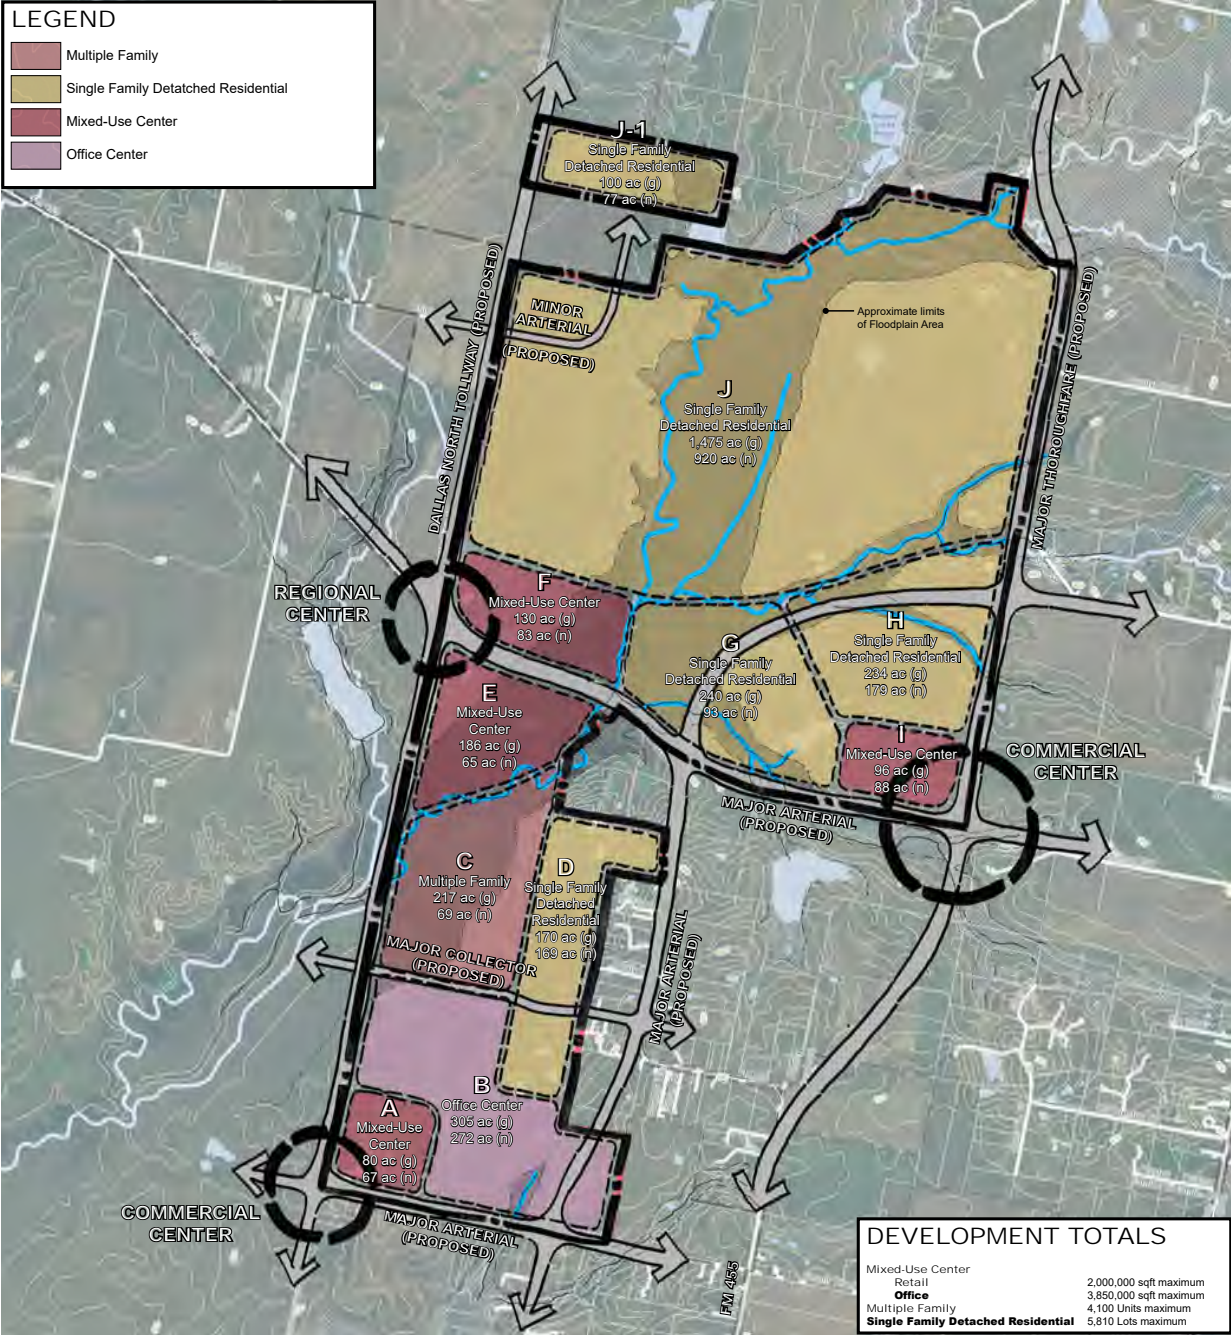 LEGEND
Multiple Family
Single Family Detatched Residential
Mixed-Use Center
Office Center
J-1
Single Family
Detached Residential
100 ac (g)
77 ac (n)
MINOR
ARTERIAL
(PROPOSED)
DALLAS NORTH TOLLWAY (PROPOSED)
Approximate limits
of Floodplain Area
MAJOR THOROUGHFARE (PROPOSED)
J
Single Family
Detached Residential
1,475 ac (g)
920 ac (n)
REGIONAL
CENTER
F
Mixed-Use Center
130 ac (g)
83 ac (n)
G
Single Family
Detached Residential
240 ac (g)
93 ac (n)
H
Single Family
Detached Residential
234 ac (g)
179 ac (n)
E
Mixed-Use
Center
186 ac (g)
65 ac (n)
I
Mixed-Use Center
96 ac (g)
88 ac (n)
COMMERCIAL
CENTER
MAJOR ARTERIAL
(PROPOSED)
C
Multiple Family
217 ac (g)
69 ac (n)
D
Single Family
Detached
Residential
170 ac (g)
169 ac (n)
MAJOR COLLECTOR
(PROPOSED)
MAJOR ARTERIAL
(PROPOSED)
B
Office Center
305 ac (g)
272 ac (n)
A
Mixed-Use
Center
80 ac (g)
67 ac (n)
COMMERCIAL
CENTER
MAJOR ARTERIAL
(PROPOSED)
FM 455
DEVELOPMENT TOTALS
Mixed-Use Center
Retail 2,000,000 sqft maximum
Office 3,850,000 sqft maximum
Multiple Family 4,100 Units maximum
Single Family Detached Residential 5,810 Lots maximum